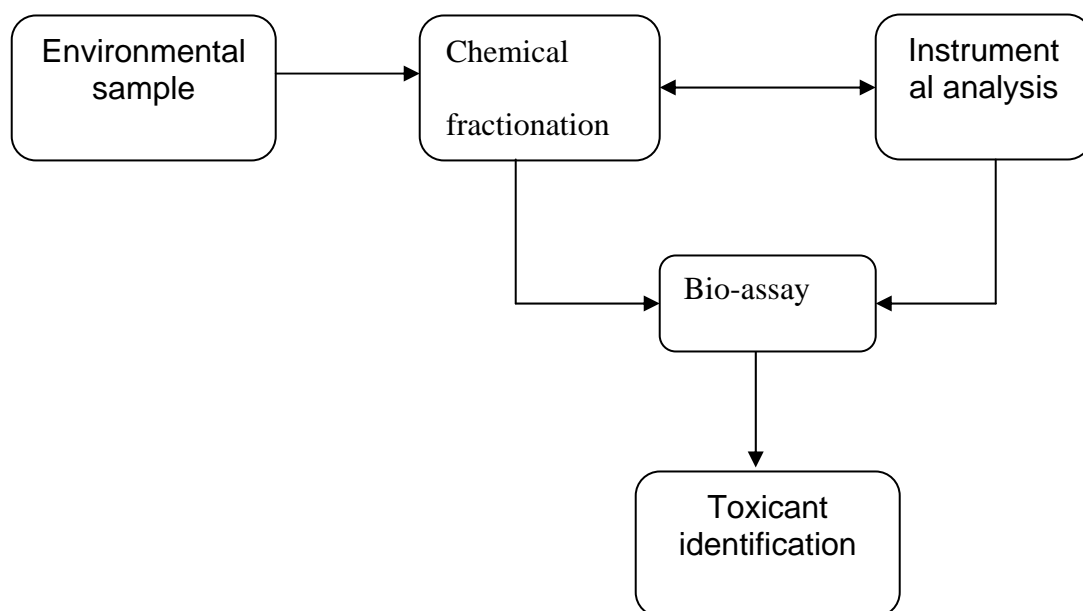 Environmental
sample
Chemical
fractionation
Instrument
al analysis
Bio-assay
Toxicant
identification